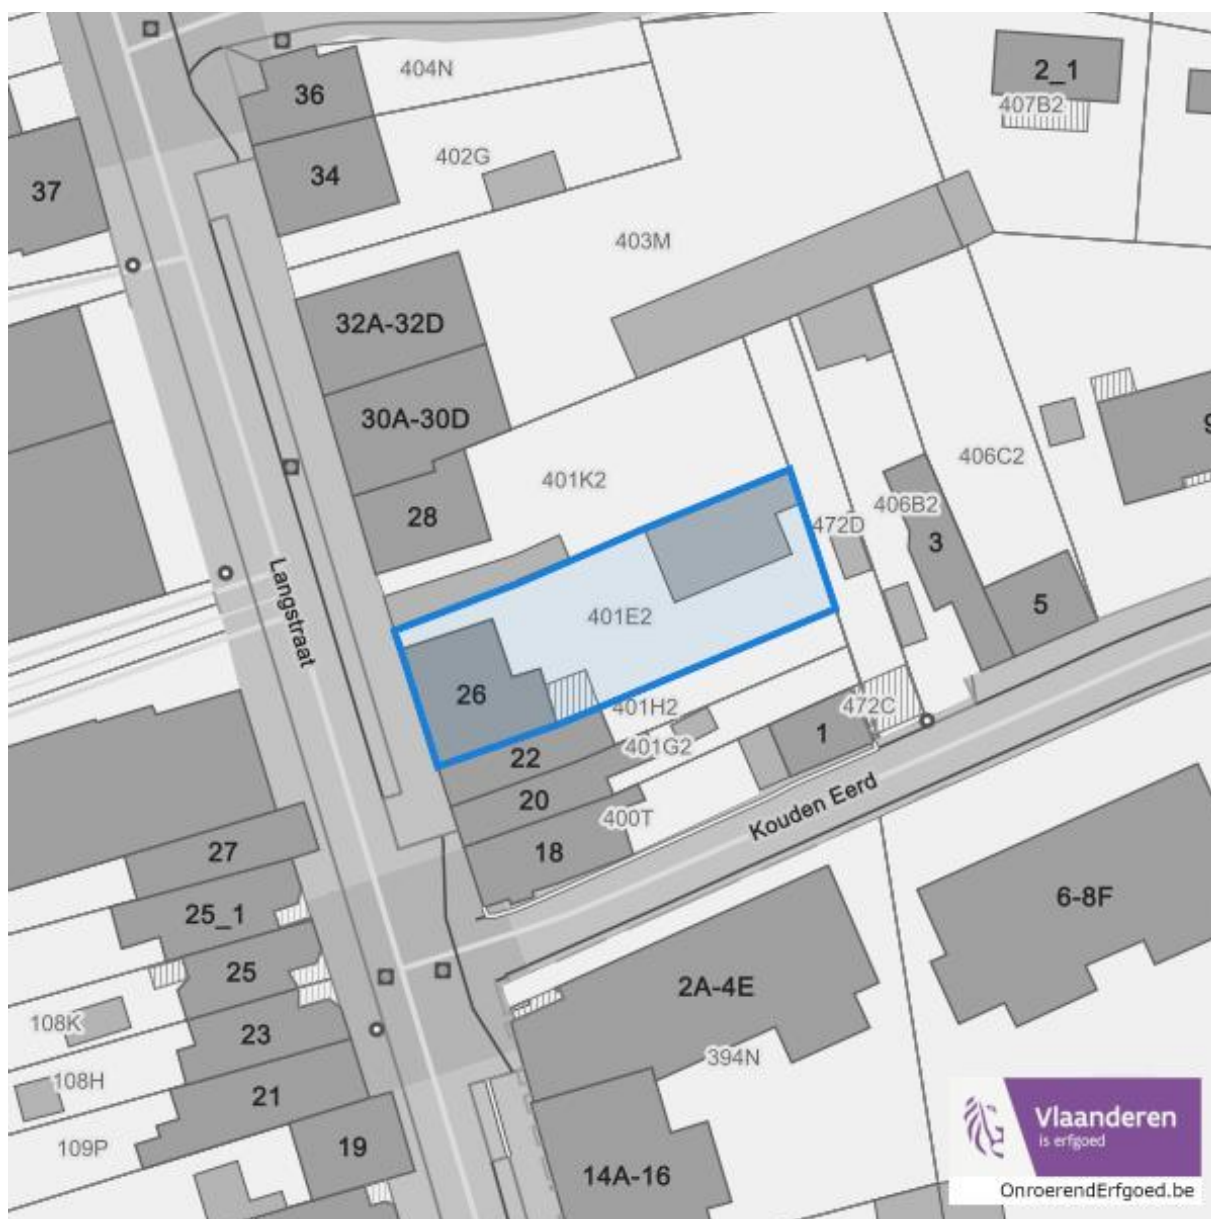 36
404N
2_1
407B2
34
402G
37
403M
32A-32D
30A-30D
401K2
406C2
9
28
472D
406B2
3
Langstraat
401E2
5
26
401H2
472C
22
401G2
1
20
400T
Kouden Eerd
18
27
25_1
6-8F
25
2A-4E
108K
23
394N
108H
21
109P
19
14A-16
Vlaanderen
is erfgoed
OnroerendErfgoed.be